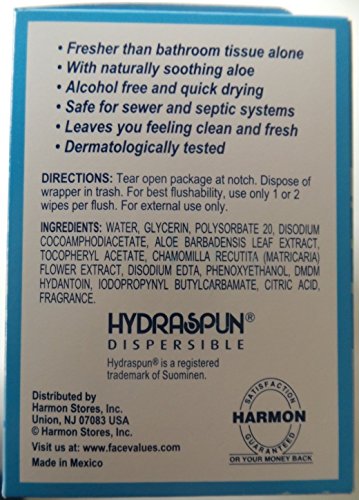 • Fresher than bathroom tissue alone
• With naturally soothing aloe
• Alcohol free and quick drying
• Safe for sewer and septic systems
• Leaves you feeling clean and fresh
• Dermatologically tested
DIRECTIONS: Tear open package at notch. Dispose of
wrapper in trash. For best flushability, use only 1 or 2
wipes per flush. For external use only.
INGREDIENTS: WATER, GLYCERIN, POLYSORBATE 20, DISODIUM
COCOAMPHODIACETATE, ALOE BARBADENSIS LEAF EXTRACT,
TOCOPHERYL ACETATE, CHAMOMILLA RECUTITA (MATRICARIA)
FLOWER EXTRACT, DISODIUM EDTA, PHENOXYETHANOL, DMDM
HYDANTOIN, IODOPROPYNYL BUTYLCARBAMATE, CITRIC ACID,
FRAGRANCE.
HYDRASPUN®
DISPERSIBLE
Hydraspun® is a registered
trademark of Suominen.
Distributed by
Harmon Stores, Inc.
Union, NJ 07083 USA
© Harmon Stores, Inc.
Visit us at: www.facevalues.com
Made in Mexico
SATISFACTION
HARMON
GUARANTEED
OR YOUR MONEY BACK